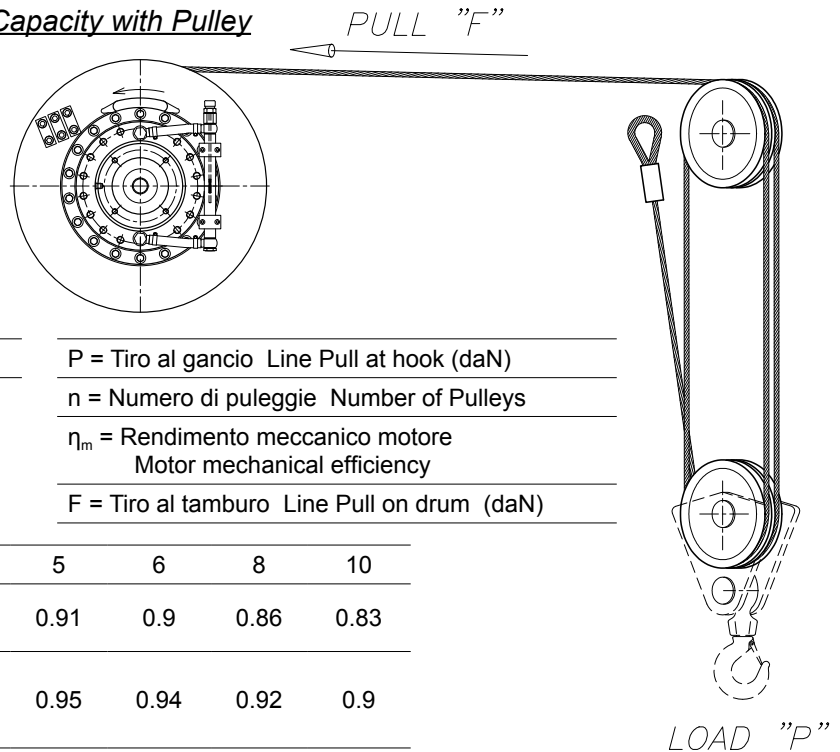 Capacity with Pulley
PULL "F"
P = Tiro al gancio Line Pull at hook (daN)
n = Numero di puleggie Number of Pulleys
ηm = Rendimento meccanico motore
Motor mechanical efficiency
F = Tiro al tamburo Line Pull on drum (daN)
5 6 8 10
0.91 0.9 0.86 0.83
0.95 0.94 0.92 0.9
LOAD "P"